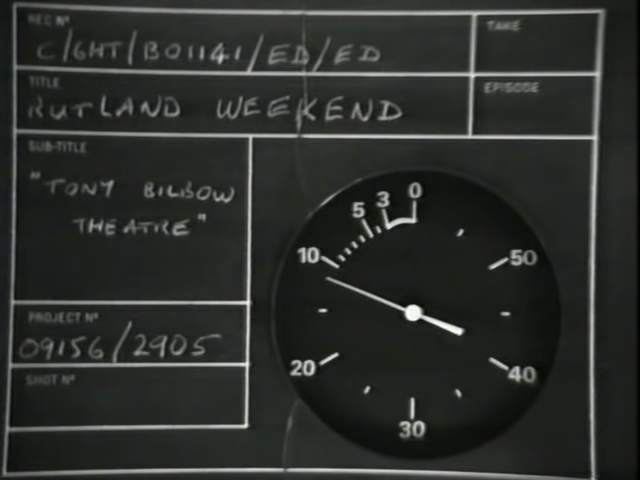 REC Nº
TAKE
C/GHT/B01141/ED/ED
TITLE
EPISODE
RUTLAND WEEKEND
SUB-TITLE
"TONY BILBOW
THEATRE"
PROJECT Nº
09156/2905
SHOT Nº
0
3
5
10
50
20
40
30